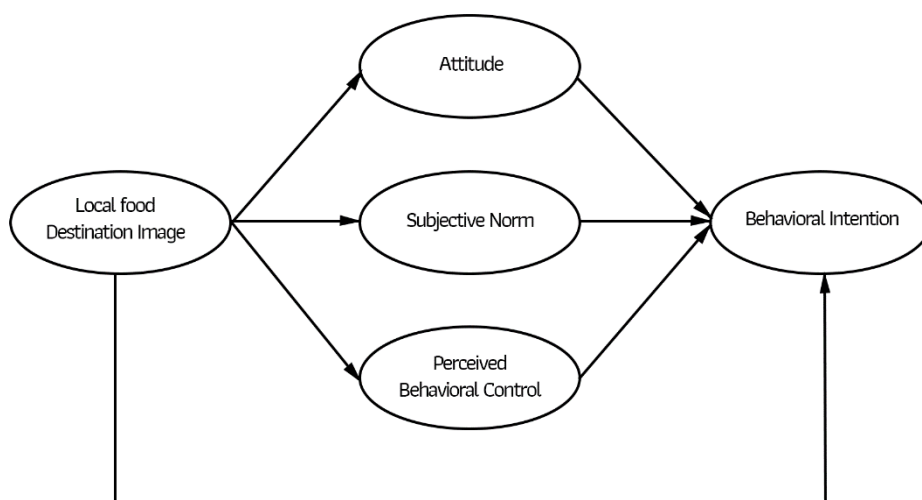 Attitude
Local food
Destination Image
Subjective Norm
Behavioral Intention
Perceived
Behavioral Control